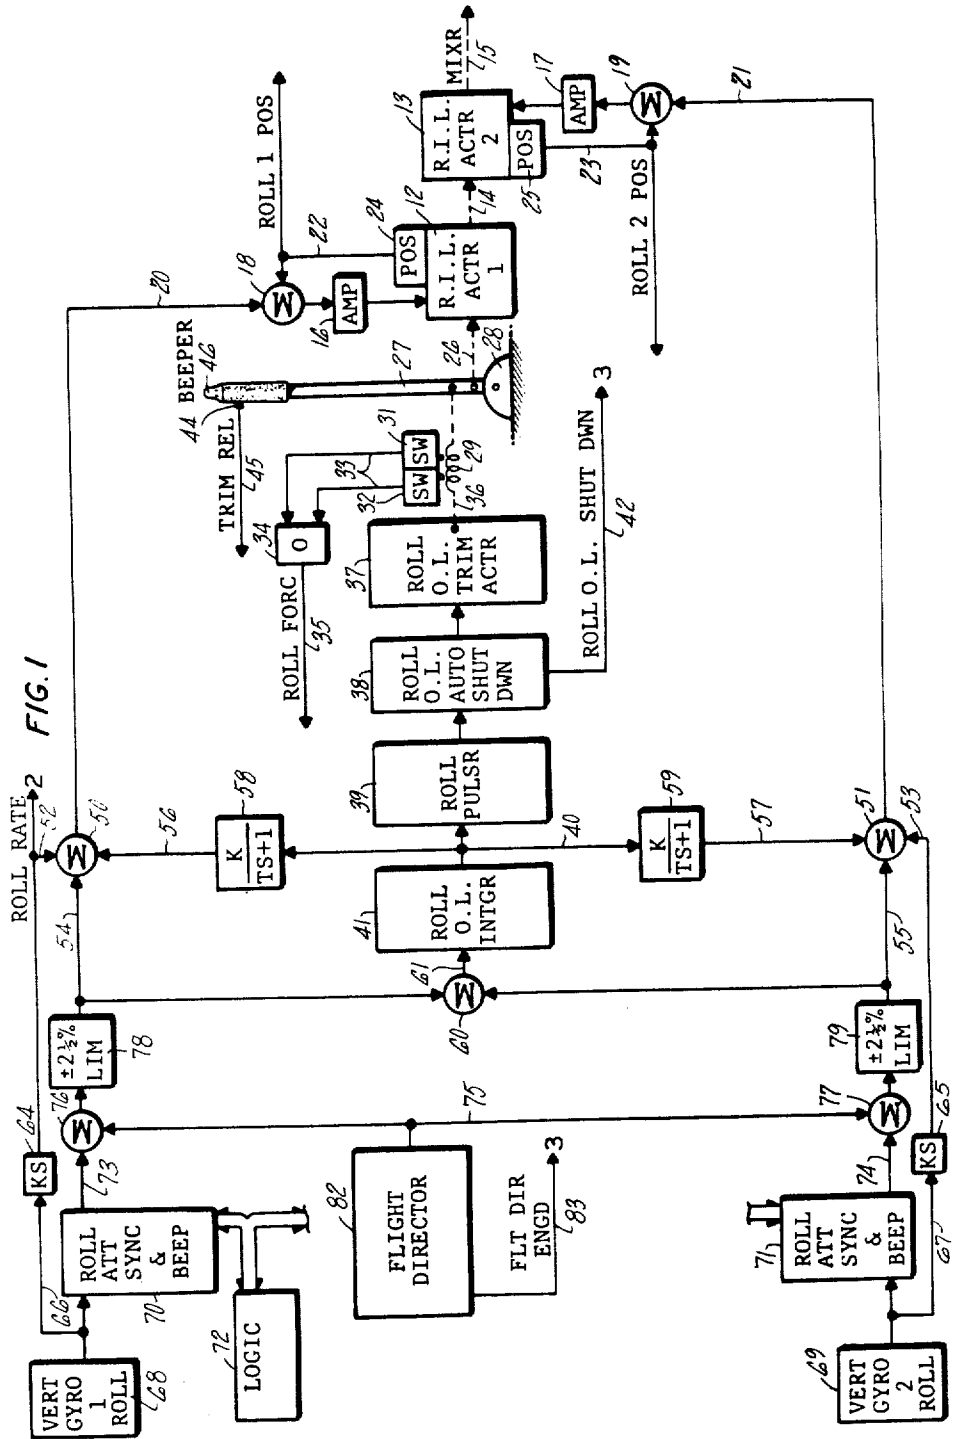 FIG. 1
ROLL RATE
2
52
54
50
20
ROLL 1 POS
22
18
16
AMP
24
POS
12
R.I.L.
ACTR
1
14
13
R.I.L.
ACTR
2
MIXR
15
25
POS
17
AMP
19
23
21
ROLL 2 POS
BEEPER
46
44
TRIM REL
45
27
26
28
31
SW
32
SW
33
29
36
34
O
ROLL FORC
35
37
ROLL
O.L.
TRIM
ACTR
38
ROLL
O.L.
AUTO
SHUT
DWN
ROLL O.L. SHUT DWN
3
42
39
ROLL
PULSR
40
41
ROLL
O.L.
INTGR
56
58
K
TS+1
59
K
TS+1
57
51
53
55
61
60
78
±2½%
LIM
79
±2½%
LIM
64
KS
76
73
75
77
74
65
KS
66
70
ROLL
ATT
SYNC
&
BEEP
72
LOGIC
82
FLIGHT
DIRECTOR
FLT DIR
ENGD
83
3
71
ROLL
ATT
SYNC
&
BEEP
67
VERT
GYRO
1
ROLL
68
69
VERT
GYRO
2
ROLL